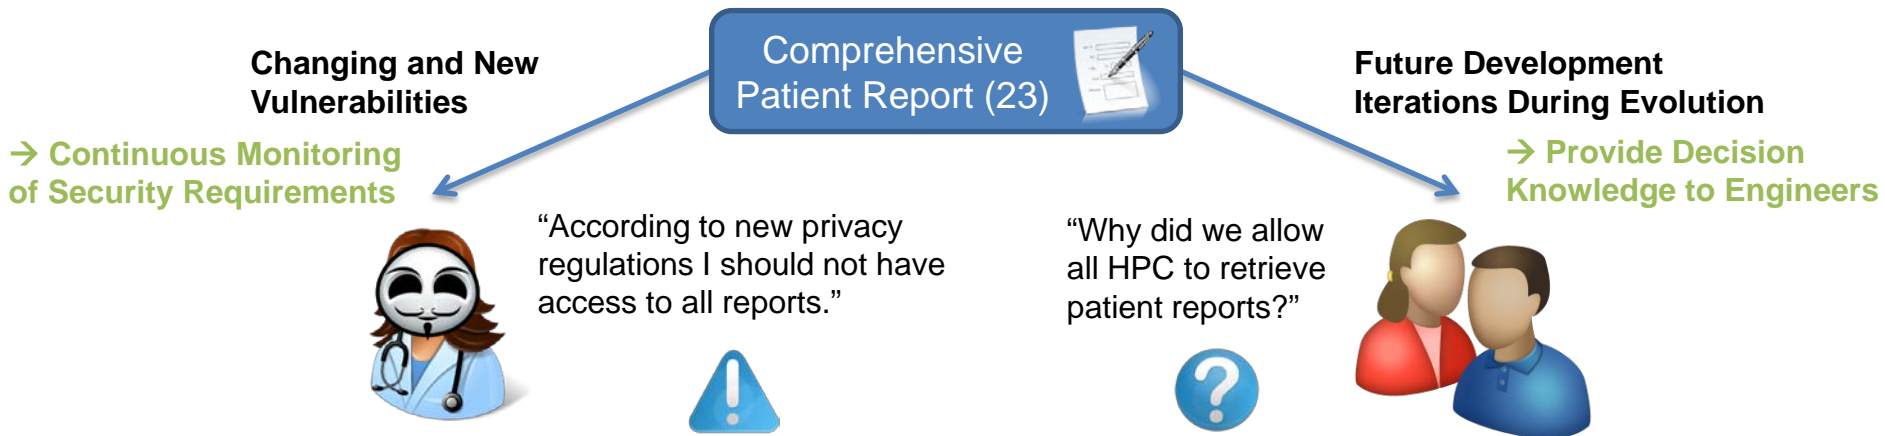 Comprehensive
Patient Report (23)
Changing and New
Vulnerabilities
→ Continuous Monitoring
of Security Requirements
“According to new privacy
regulations I should not have
access to all reports.”
Future Development
Iterations During Evolution
→ Provide Decision
Knowledge to Engineers
“Why did we allow
all HPC to retrieve
patient reports?”